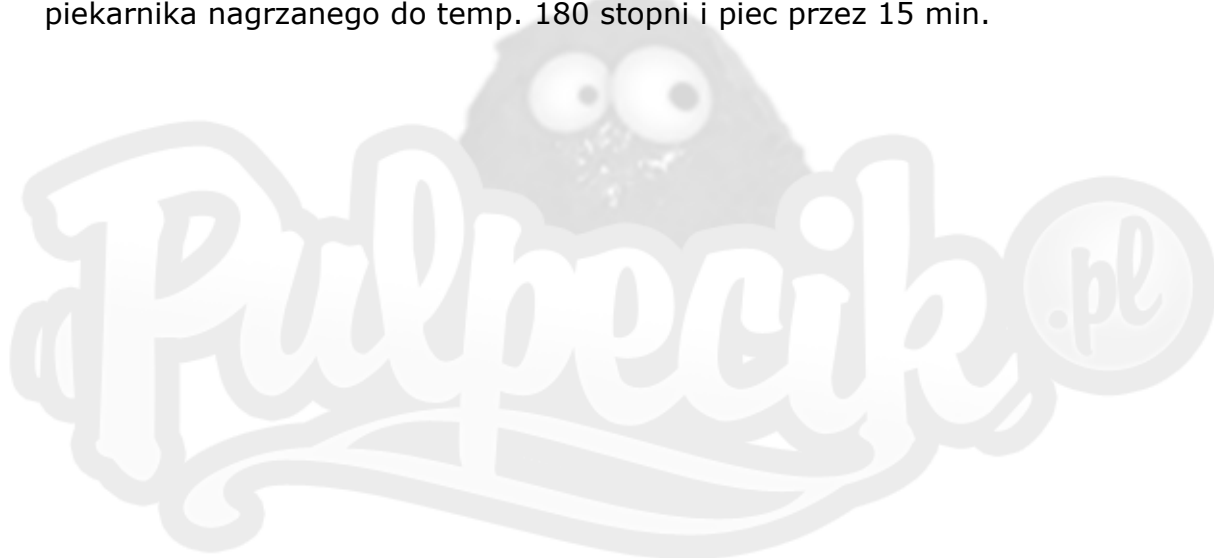 piekarnika nagrzanego do temp. 180 stopni i piec przez 15 min.
Pulpecik .pl